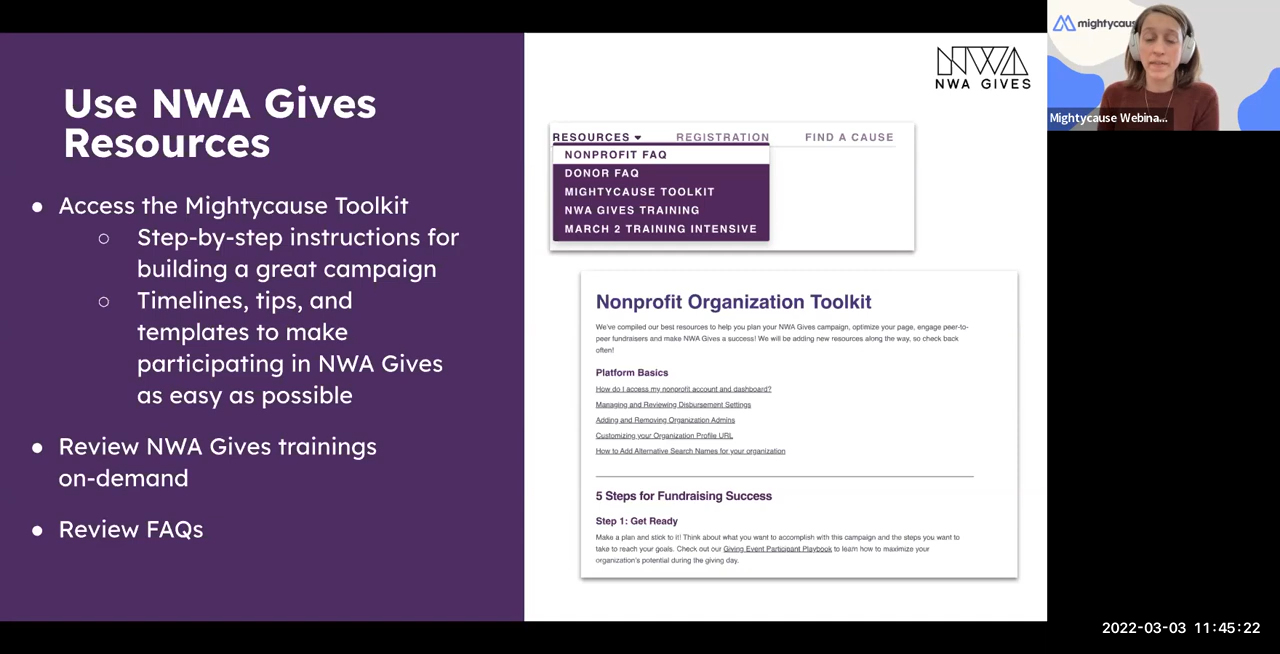 Use NWA Gives
Resources
● Access the Mightycause Toolkit
○ Step-by-step instructions for
building a great campaign
○ Timelines, tips, and
templates to make
participating in NWA Gives
as easy as possible
● Review NWA Gives trainings
on-demand
● Review FAQs
NWA
NWA GIVES
RESOURCES REGISTRATION FIND A CAUSE
NONPROFIT FAQ
DONOR FAQ
MIGHTYCAUSE TOOLKIT
NWA GIVES TRAINING
MARCH 2 TRAINING INTENSIVE
Nonprofit Organization Toolkit
We've compiled our best resources to help you plan your NWA Gives campaign, optimize your page, engage peer-to-
peer fundraisers and make NWA Gives a success! We will be adding new resources along the way, so check back
often!
Platform Basics
How do I access my nonprofit account and dashboard?
Managing and Reviewing Disbursement Settings
Adding and Removing Organization Admins
Customizing your Organization Profile URL
How to Add Alternative Search Names for your organization
5 Steps for Fundraising Success
Step 1: Get Ready
Make a plan and stick to it! Think about what you want to accomplish with this campaign and the steps you want to
take to reach your goals. Check out our Giving Event Participant Playbook to learn how to maximize your
organization's potential during the giving day.
mightycaus
Mightycause Webina...
2022-03-03 11:45:22